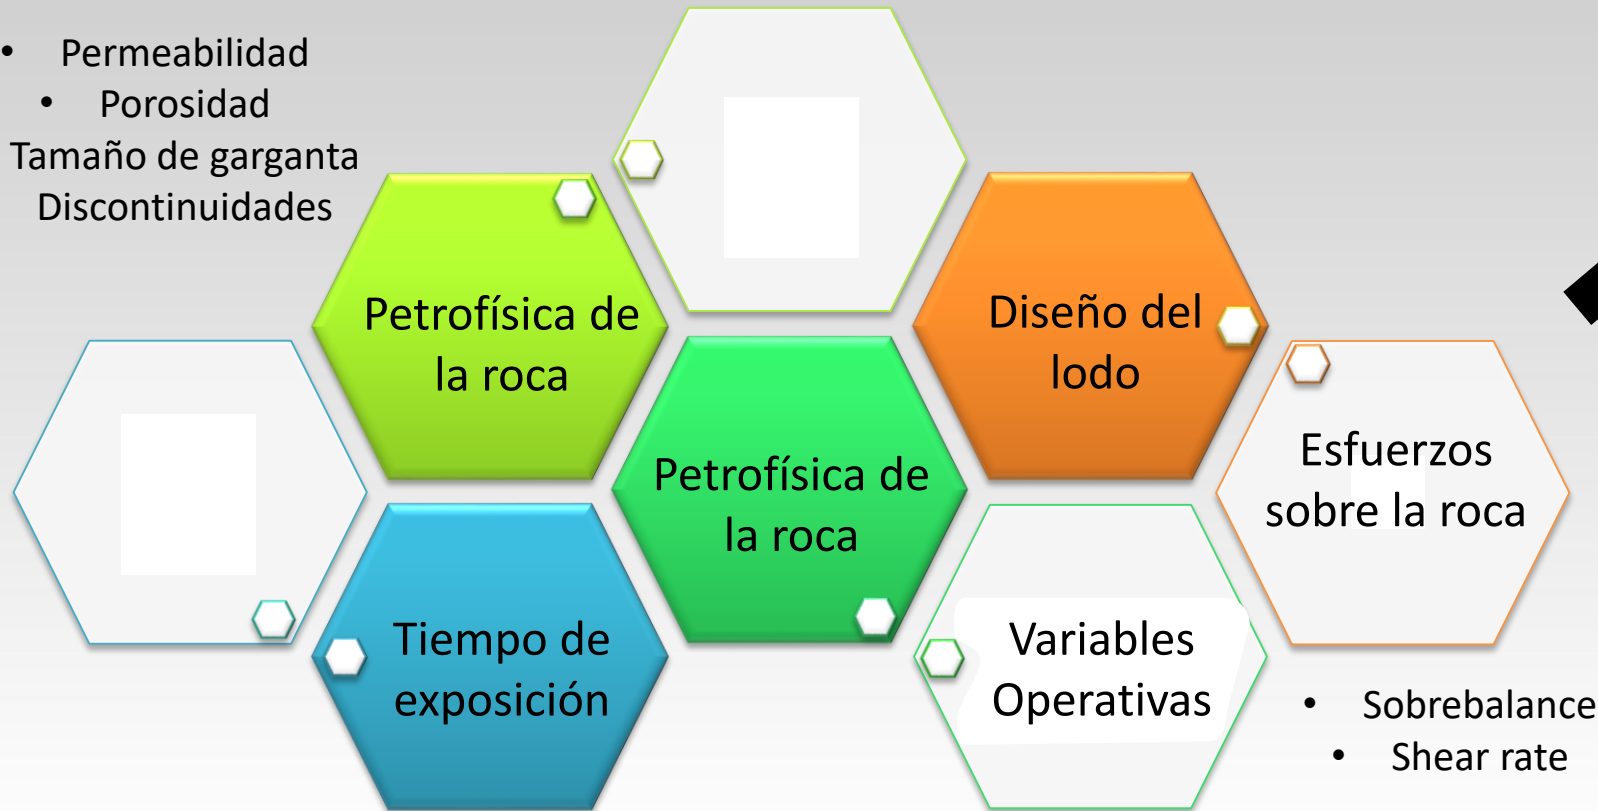 • Permeabilidad
• Porosidad
Tamaño de garganta
Discontinuidades
Petrofísica de
la roca
Diseño del
lodo
Petrofísica de
la roca
Esfuerzos
sobre la roca
Tiempo de
exposición
Variables
Operativas
• Sobrebalance
• Shear rate